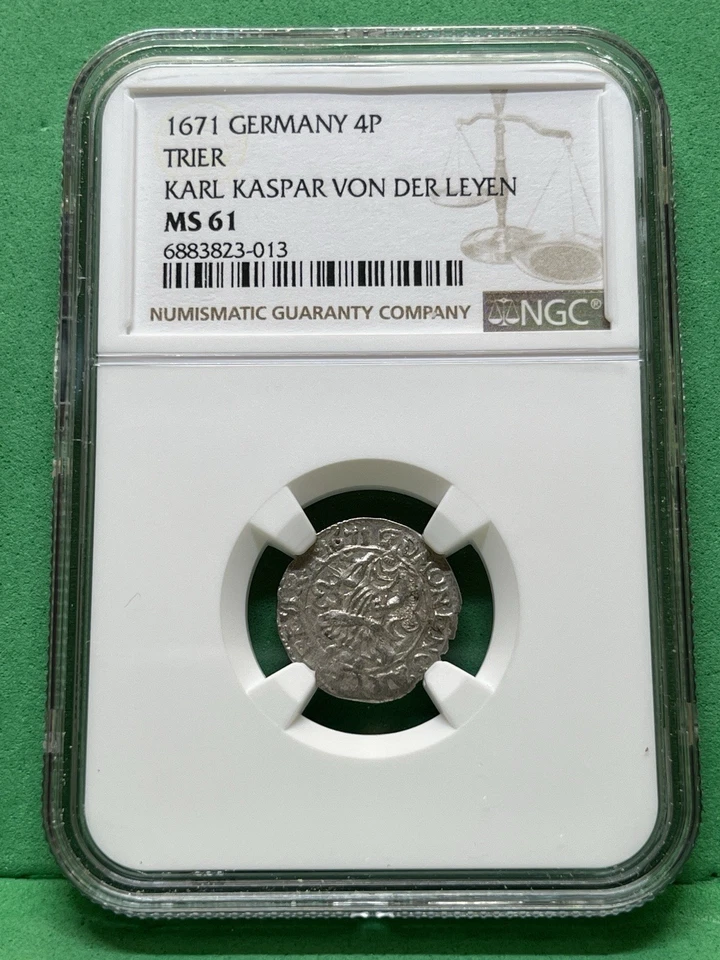 1671 GERMANY 4P
TRIER
KARL KASPAR VON DER LEYEN
MS 61
6883823-013
NUMISMATIC GUARANTY COMPANY
NGC®